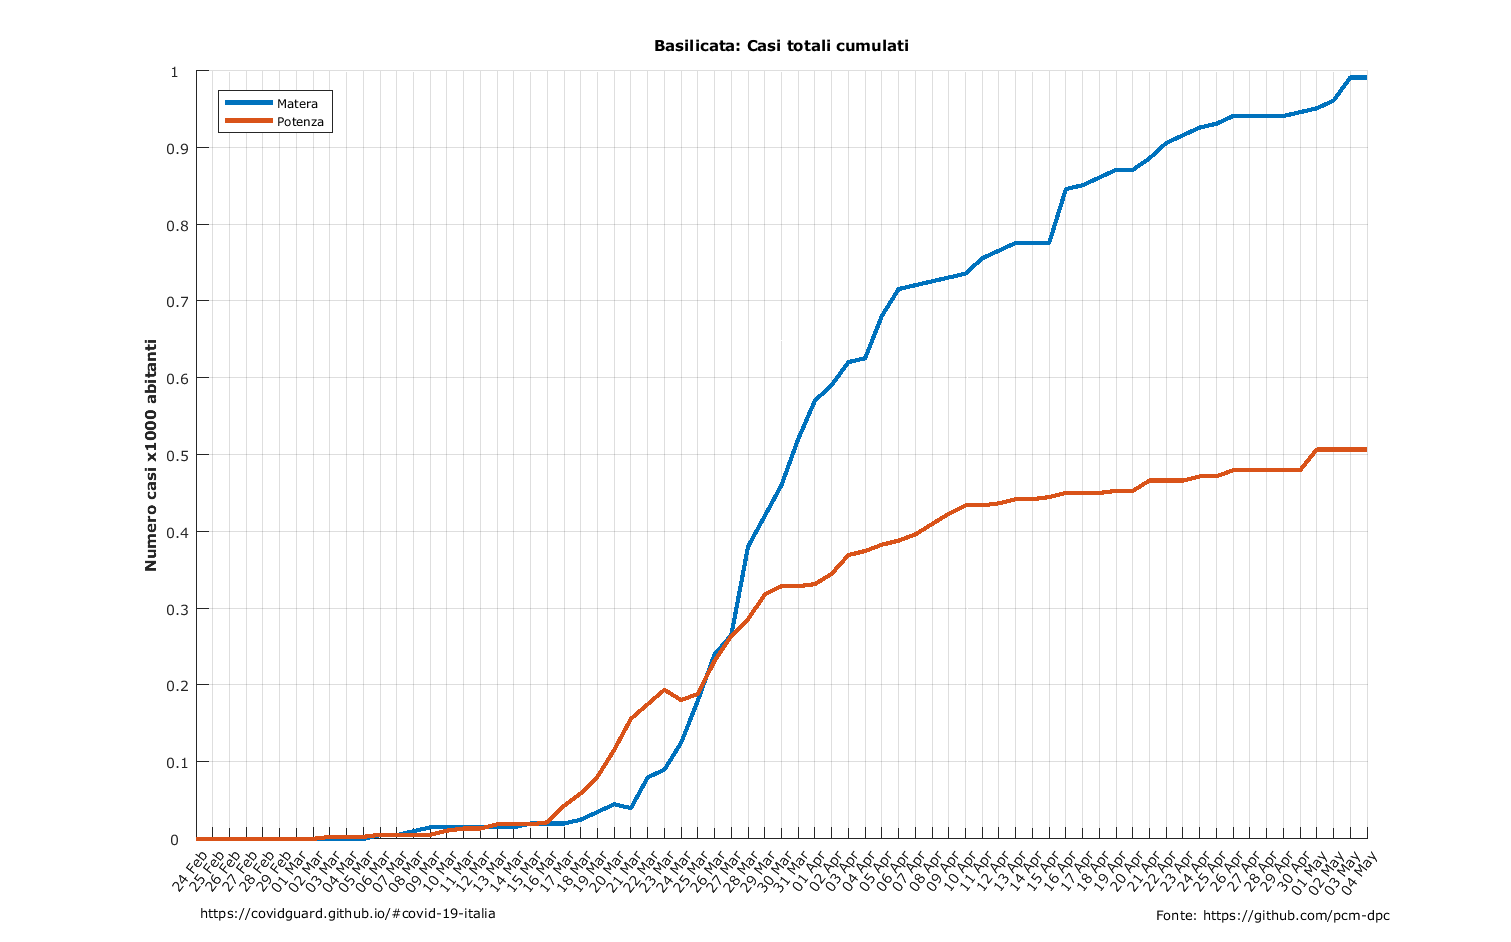 Basilicata: Casi totali cumulati
Matera
Potenza
Numero casi x1000 abitanti
1
0.9
0.8
0.7
0.6
0.5
0.4
0.3
0.2
0.1
0
24 Feb
25 Feb
26 Feb
27 Feb
28 Feb
29 Feb
01 Mar
02 Mar
03 Mar
04 Mar
05 Mar
06 Mar
07 Mar
08 Mar
09 Mar
10 Mar
11 Mar
12 Mar
13 Mar
14 Mar
15 Mar
16 Mar
17 Mar
18 Mar
19 Mar
20 Mar
21 Mar
22 Mar
23 Mar
24 Mar
25 Mar
26 Mar
27 Mar
28 Mar
29 Mar
30 Mar
31 Mar
01 Apr
02 Apr
03 Apr
04 Apr
05 Apr
06 Apr
07 Apr
08 Apr
09 Apr
10 Apr
11 Apr
12 Apr
13 Apr
14 Apr
15 Apr
16 Apr
17 Apr
18 Apr
19 Apr
20 Apr
21 Apr
22 Apr
23 Apr
24 Apr
25 Apr
26 Apr
27 Apr
28 Apr
29 Apr
30 Apr
01 May
02 May
03 May
04 May
https://covidguard.github.io/#covid-19-italia
Fonte: https://github.com/pcm-dpc